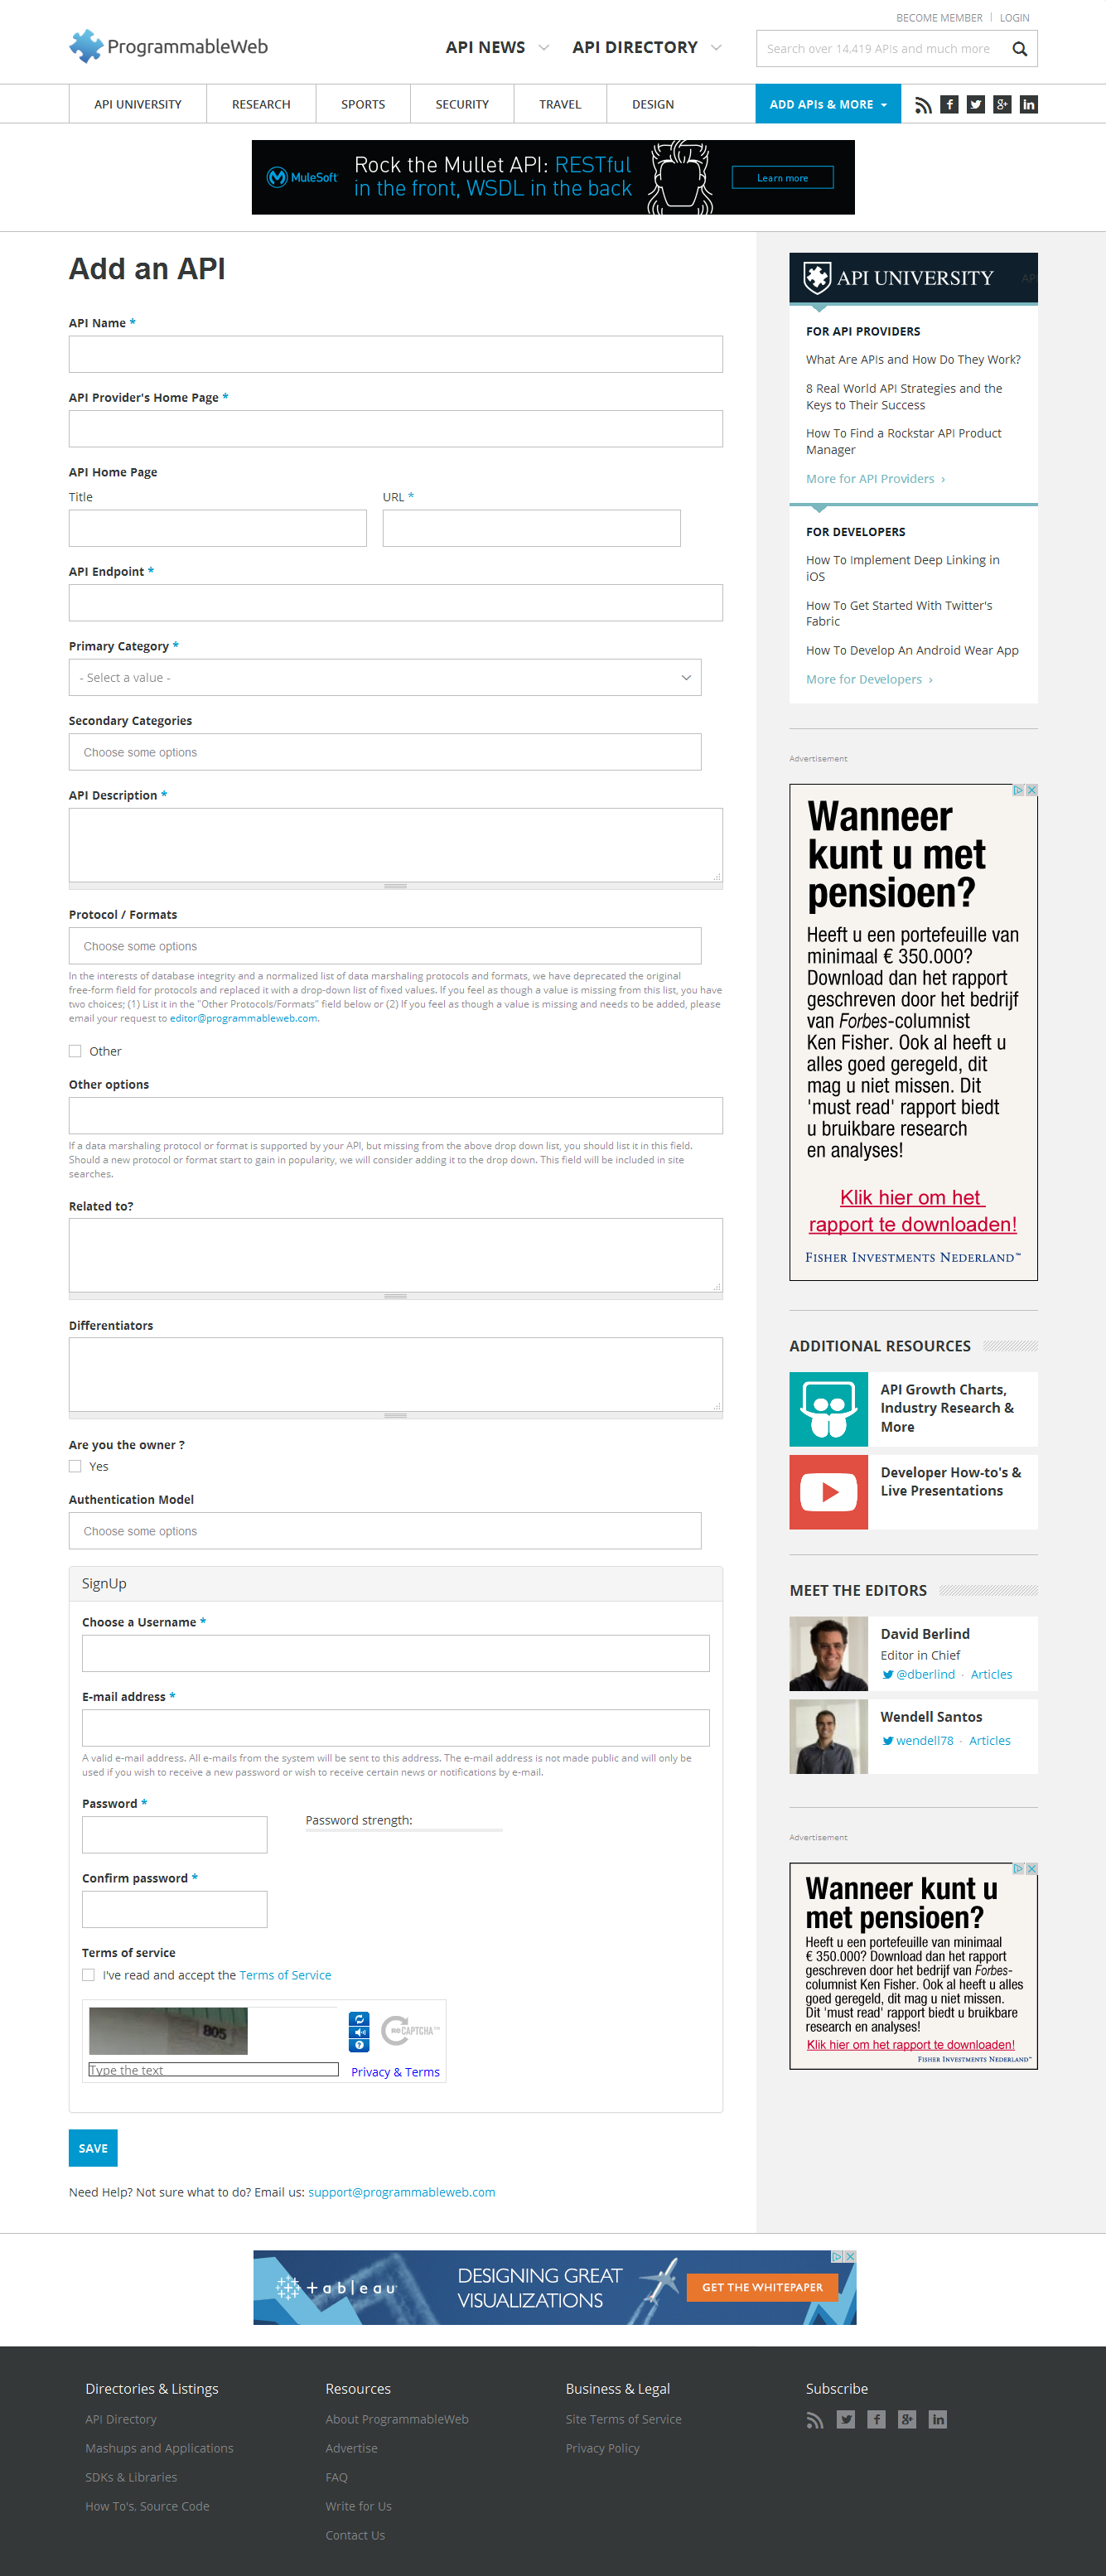 BECOME MEMBER
LOGIN
ProgrammableWeb
API NEWS
API DIRECTORY
Search over 14,419 APIs and much more
API UNIVERSITY
RESEARCH
SPORTS
SECURITY
TRAVEL
DESIGN
ADD APIs & MORE
MuleSoft
Rock the Mullet API: RESTful
in the front, WSDL in the back
Learn more
Add an API
API Name *
API Provider's Home Page *
API Home Page
Title
URL *
API Endpoint *
Primary Category *
- Select a value -
Secondary Categories
Choose some options
API Description *
Protocol / Formats
Choose some options
In the interests of database integrity and a normalized list of data marshaling protocols and formats, we have deprecated the original
free-form field for protocols and replaced it with a drop-down list of fixed values. If you feel as though a value is missing from this list, you have
two choices; (1) List it in the "Other Protocols/Formats" field below or (2) If you feel as though a value is missing and needs to be added, please
email your request to editor@programmableweb.com.
Other
Other options
If a data marshaling protocol or format is supported by your API, but missing from the above drop down list, you should list it in this field.
Should a new protocol or format start to gain in popularity, we will consider adding it to the drop down. This field will be included in site
searches.
Related to?
Differentiators
Are you the owner ?
Yes
Authentication Model
Choose some options
SignUp
Choose a Username *
E-mail address *
A valid e-mail address. All e-mails from the system will be sent to this address. The e-mail address is not made public and will only be
used if you wish to receive a new password or wish to receive certain news or notifications by e-mail.
Password *
Password strength:
Confirm password *
Terms of service
I've read and accept the Terms of Service
805
reCAPTCHA™
Type the text
Privacy & Terms
SAVE
Need Help? Not sure what to do? Email us: support@programmableweb.com
API UNIVERSITY
AP
FOR API PROVIDERS
What Are APIs and How Do They Work?
8 Real World API Strategies and the
Keys to Their Success
How To Find a Rockstar API Product
Manager
More for API Providers ›
FOR DEVELOPERS
How To Implement Deep Linking in
iOS
How To Get Started With Twitter's
Fabric
How To Develop An Android Wear App
More for Developers ›
Advertisement
Wanneer
kunt u met
pensioen?
Heeft u een portefeuille van
minimaal € 350.000?
Download dan het rapport
geschreven door het bedrijf
van Forbes-columnist
Ken Fisher. Ook al heeft u
alles goed geregeld, dit
mag u niet missen. Dit
'must read' rapport biedt
u bruikbare research
en analyses!
Klik hier om het
rapport te downloaden!
FISHER INVESTMENTS NEDERLAND™
ADDITIONAL RESOURCES
API Growth Charts,
Industry Research &
More
Developer How-to's &
Live Presentations
MEET THE EDITORS
David Berlind
Editor in Chief
@dberlind · Articles
Wendell Santos
wendell78 · Articles
Advertisement
Wanneer kunt u
met pensioen?
Heeft u een portefeuille van minimaal
€ 350.000? Download dan het rapport
geschreven door het bedrijf van Forbes-
columnist Ken Fisher. Ook al heeft u alles
goed geregeld, dit mag u niet missen.
Dit 'must read' rapport biedt u bruikbare
research en analyses!
Klik hier om het rapport te downloaden!
FISHER INVESTMENTS NEDERLAND™
+ a b l e a u
DESIGNING GREAT
VISUALIZATIONS
GET THE WHITEPAPER
Directories & Listings
API Directory
Mashups and Applications
SDKs & Libraries
How To's, Source Code
Resources
About ProgrammableWeb
Advertise
FAQ
Write for Us
Contact Us
Business & Legal
Site Terms of Service
Privacy Policy
Subscribe